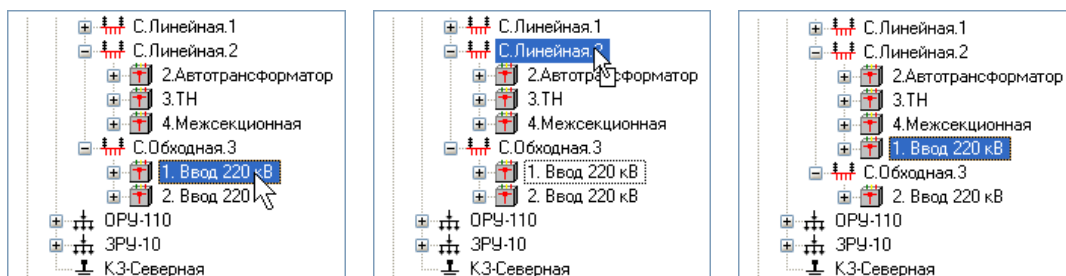 С.Линейная.1
С.Линейная.2
2.Автотрансформатор
3.ТН
4.Межсекционная
С.Обходная.3
1. Ввод 220 кВ
2. Ввод 220
ОРУ-110
ЗРУ-10
КЗ-Северная
С.Линейная.1
С.Линейная.
2.Автотрансформатор
3.ТН
4.Межсекционная
С.Обходная.3
1. Ввод 220 кВ
2. Ввод 220 кВ
ОРУ-110
ЗРУ-10
КЗ-Северная
С.Линейная.1
С.Линейная.2
2.Автотрансформатор
3.ТН
4.Межсекционная
1. Ввод 220 кВ
С.Обходная.3
2. Ввод 220 кВ
ОРУ-110
ЗРУ-10
КЗ-Северная